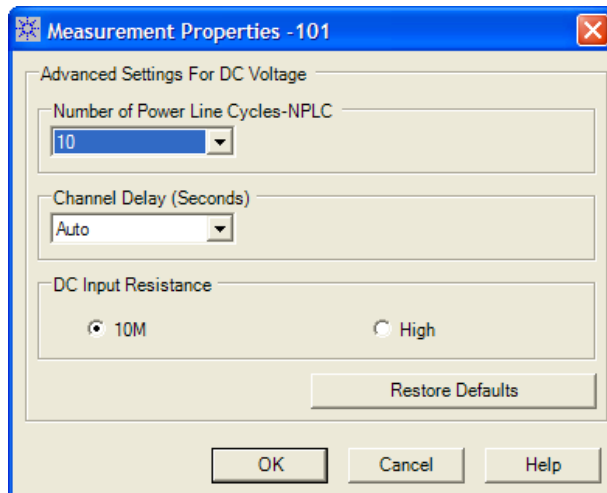 Measurement Properties -101
Advanced Settings For DC Voltage
Number of Power Line Cycles-NPLC
10
Channel Delay (Seconds)
Auto
DC Input Resistance
10M High
Restore Defaults
OK Cancel Help